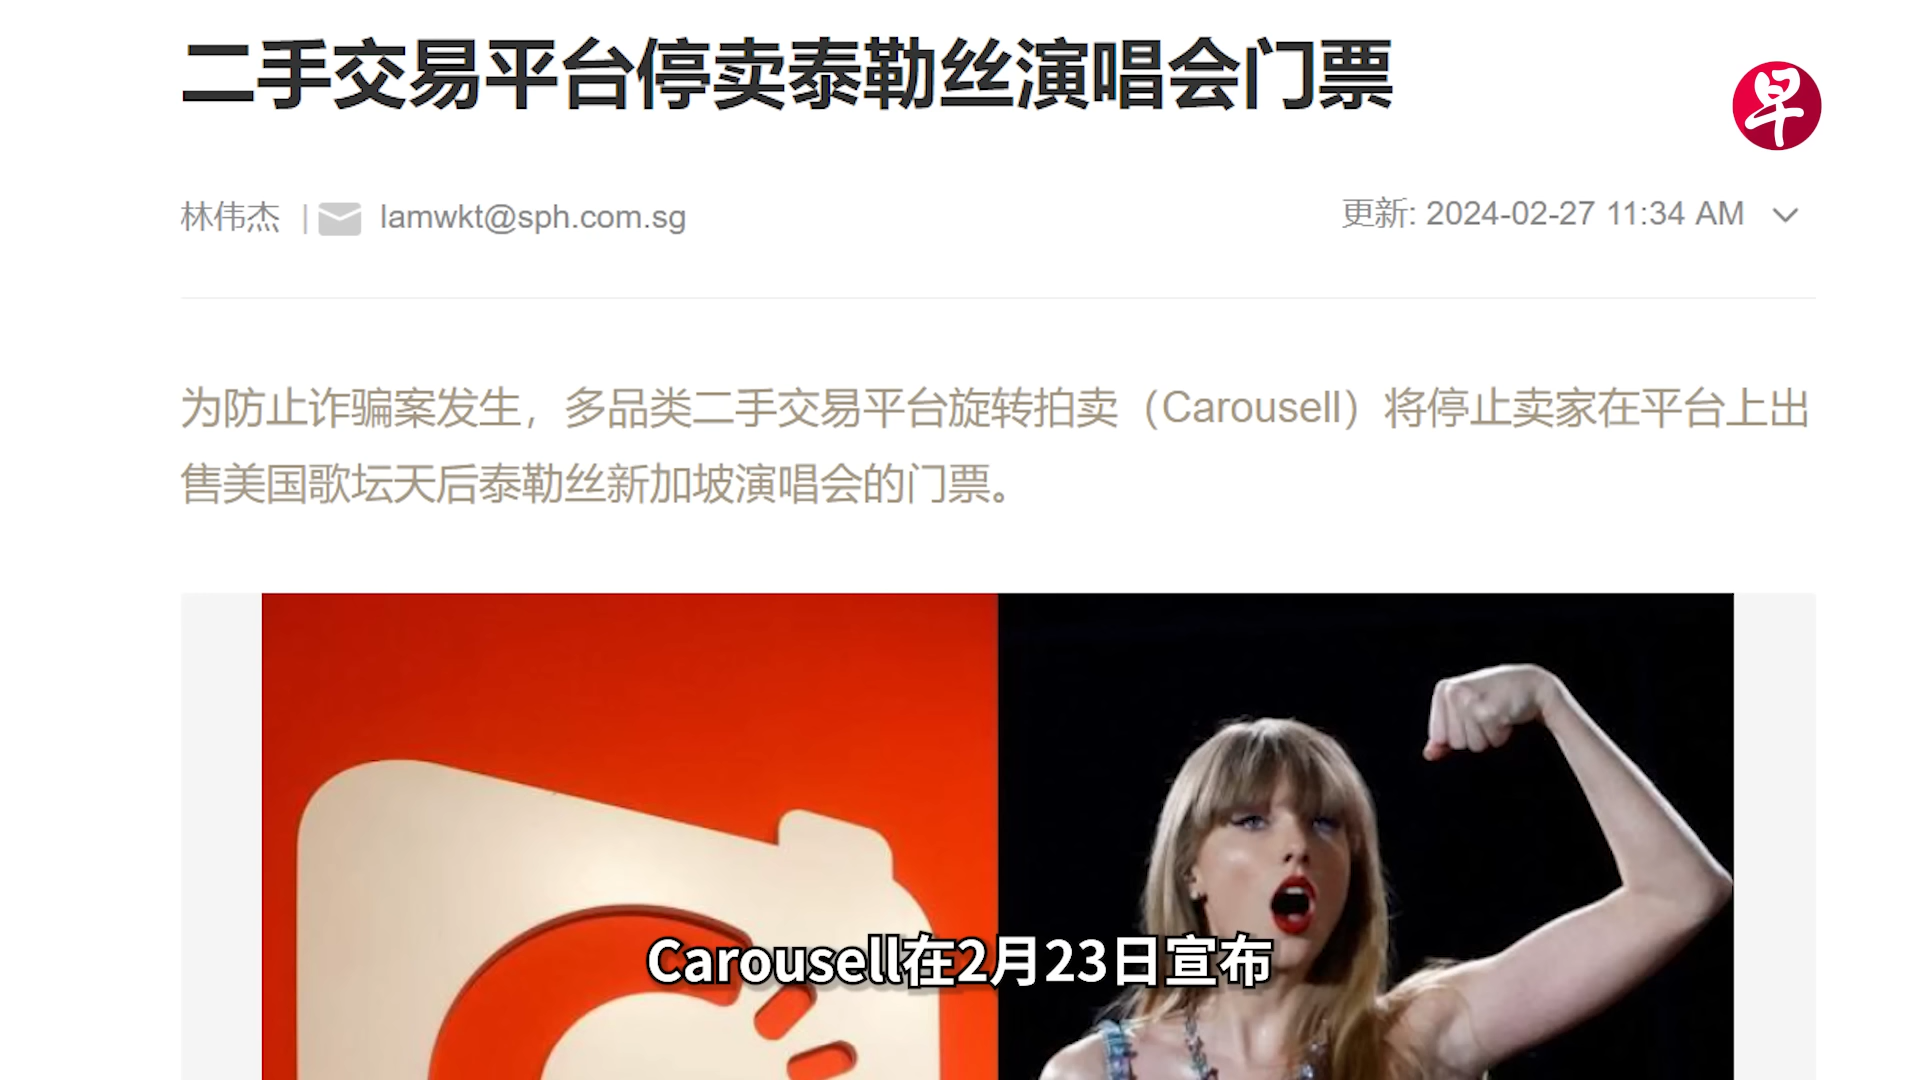 二手交易平台停卖泰勒丝演唱会门票
早
林伟杰 | lamwkt@sph.com.sg
更新: 2024-02-27 11:34 AM
为防止诈骗案发生，多品类二手交易平台旋转拍卖（Carousell）将停止卖家在平台上出
售美国歌坛天后泰勒丝新加坡演唱会的门票。
Carousell在2月23日宣布